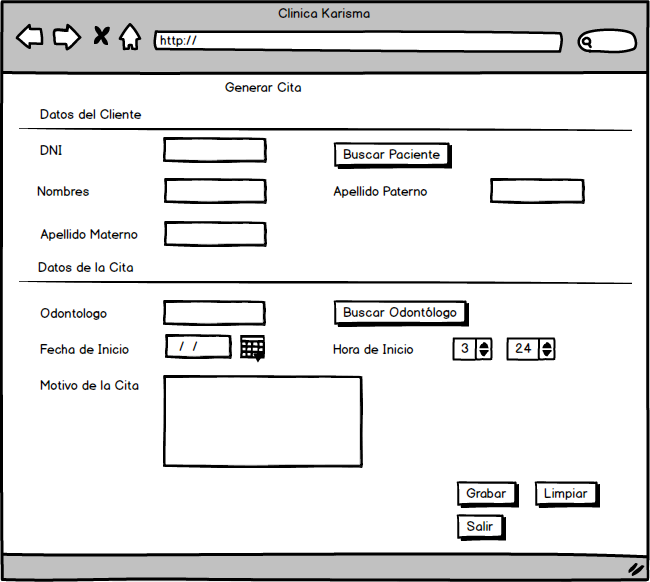 Clinica Karisma
http://
Generar Cita
Datos del Cliente
DNI
Buscar Paciente
Nombres
Apellido Paterno
Apellido Materno
Datos de la Cita
Odontologo
Buscar Odontólogo
Fecha de Inicio
/ /
Hora de Inicio
3
24
Motivo de la Cita
Grabar
Limpiar
Salir